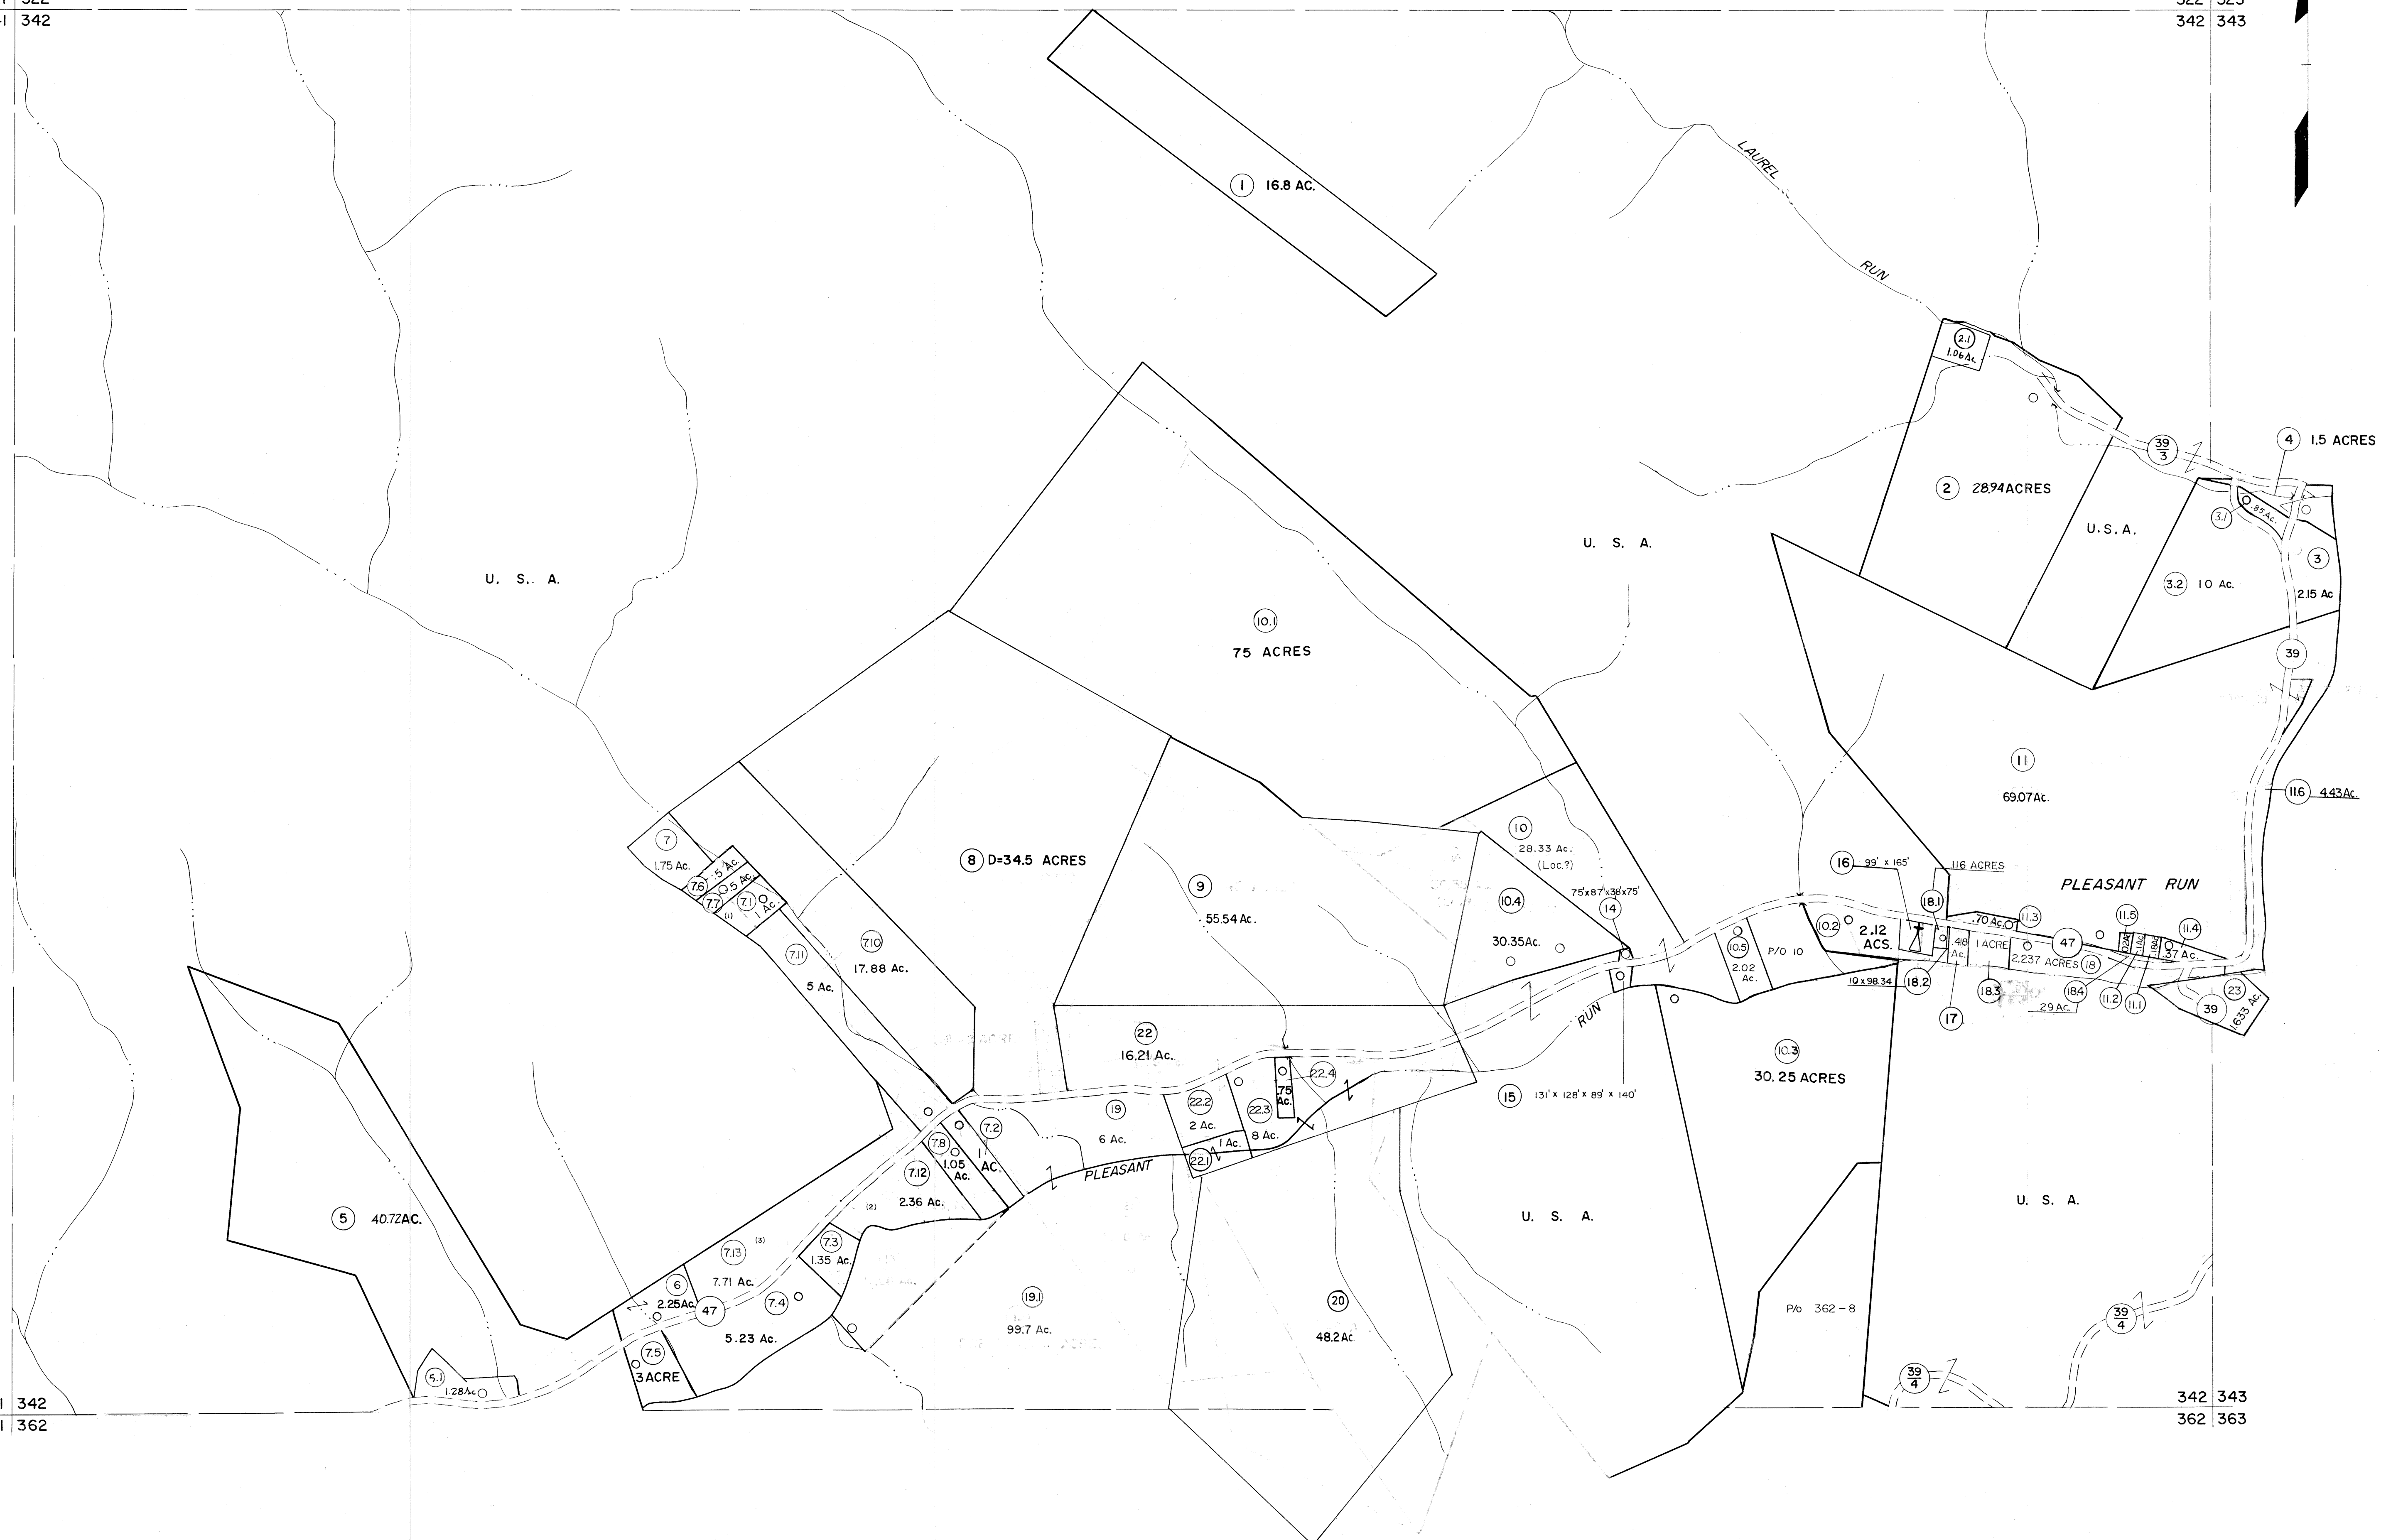 342
342 343
1 16.8 AC.
LAUREL
RUN
2.1
1.06 Ac.
39
3
4 1.5 ACRES
2 28.94 ACRES
U.S.A.
3.1 .85 Ac.
3
2.15 Ac
3.2 10 Ac.
U. S. A.
U. S. A.
39
10.1
75 ACRES
11
69.07 Ac.
11.6 4.43 Ac.
7
1.75 Ac.
7.6 .5 Ac.
7.7 .5 Ac.
(1)
7.1
1 Ac.
8 D=34.5 ACRES
9
55.54 Ac.
10
28.33 Ac.
(Loc.?)
75'x87'x38'x75'
14
10.4
30.35 Ac.
16 99' x 165'
.116 ACRES
18.1
PLEASANT RUN
7.10
17.88 Ac.
7.11
5 Ac.
10.5
2.02
Ac.
P/O 10
10.2
2.12
ACS.
.70 Ac. 11.3
.418
Ac.
1 ACRE
2.237 ACRES 18
47
11.5
11.4
.37 Ac.
10 x 98.34 18.2
17
18.3
18.4
.29 Ac.
11.2 11.1
39
23
1.633 Ac.
22
16.21 Ac.
22.4
.75
Ac.
10.3
30.25 ACRES
RUN
15 131' x 128' x 89' x 140'
19
6 Ac.
22.2
2 Ac.
22.3
8 Ac.
1 Ac.
22.1
7.2
1
AC.
7.8
1.05
Ac.
7.12
2.36 Ac.
(2)
PLEASANT
5 40.72 AC.
7.13 (3)
7.71 Ac.
7.3
1.35 Ac.
U. S. A.
U. S. A.
6
2.25 Ac.
47
7.4
5.23 Ac.
19.1
99.7 Ac.
20
48.2 Ac.
P/o 362-8
39
4
7.5
3 ACRE
5.1
1.28 Ac
39
4
342
362
342 343
362 363